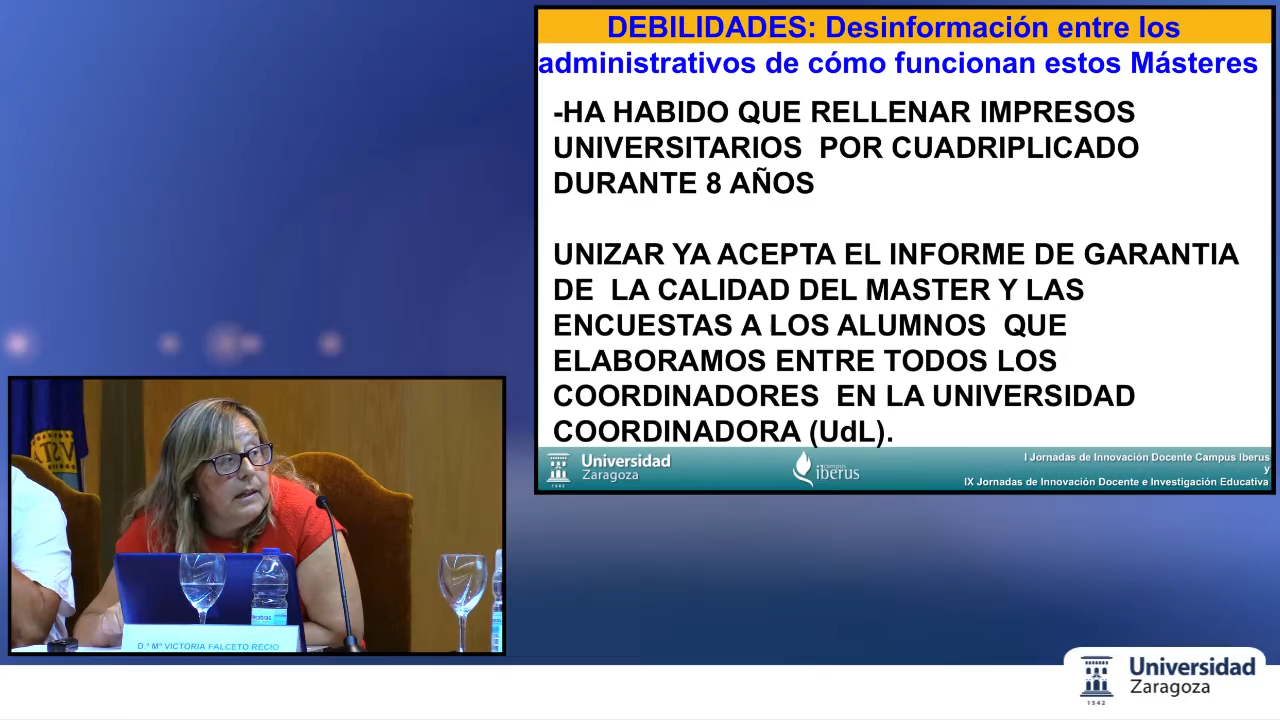 DEBILIDADES: Desinformación entre los
administrativos de cómo funcionan estos Másteres
-HA HABIDO QUE RELLENAR IMPRESOS
UNIVERSITARIOS POR CUADRIPLICADO
DURANTE 8 AÑOS
UNIZAR YA ACEPTA EL INFORME DE GARANTIA
DE LA CALIDAD DEL MASTER Y LAS
ENCUESTAS A LOS ALUMNOS QUE
ELABORAMOS ENTRE TODOS LOS
COORDINADORES EN LA UNIVERSIDAD
COORDINADORA (UdL).
Universidad
Zaragoza
1542
campus
iberus
I Jornadas de Innovación Docente Campus Iberus
y
IX Jornadas de Innovación Docente e Investigación Educativa
D.ª Mª VICTORIA FALCETO RECIO
Universidad
Zaragoza
1542